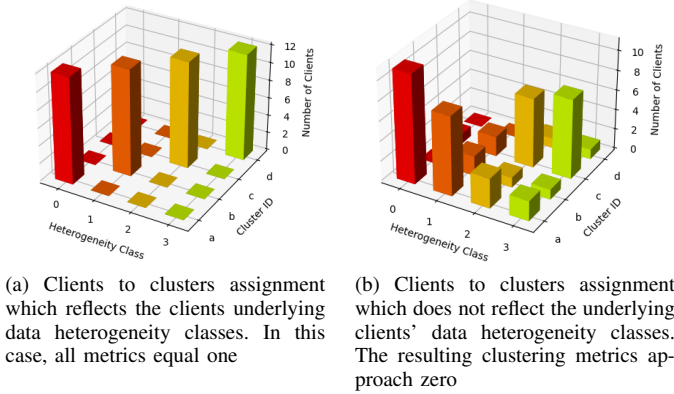 12
10
8
6
4
2
0
Number of Clients
d
c
b
a
Cluster ID
0
1
2
3
Heterogeneity Class
10
8
6
4
2
0
Number of Clients
d
c
b
a
Cluster ID
0
1
2
3
Heterogeneity Class
(a) Clients to clusters assignment
which reflects the clients underlying
data heterogeneity classes. In this
case, all metrics equal one
(b) Clients to clusters assignment
which does not reflect the underlying
clients' data heterogeneity classes.
The resulting clustering metrics ap-
proach zero